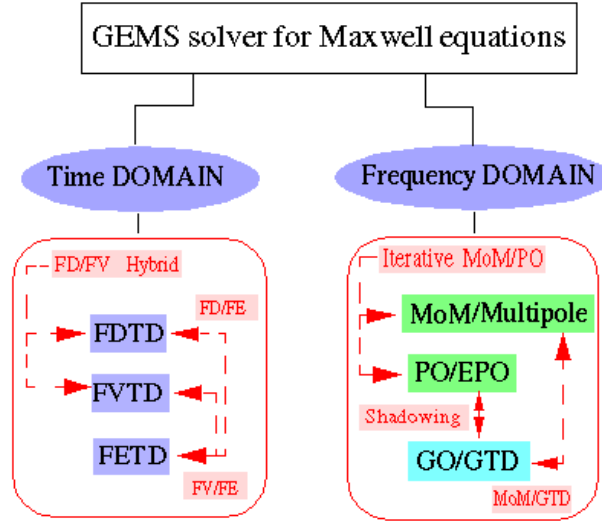 GEMS solver for Maxwell equations
Time DOMAIN
Frequency DOMAIN
FD/FV Hybrid
FD/FE
FDTD
FVTD
FETD
FV/FE
Iterative MoM/PO
MoM/Multipole
PO/EPO
Shadowing
GO/GTD
MoM/GTD